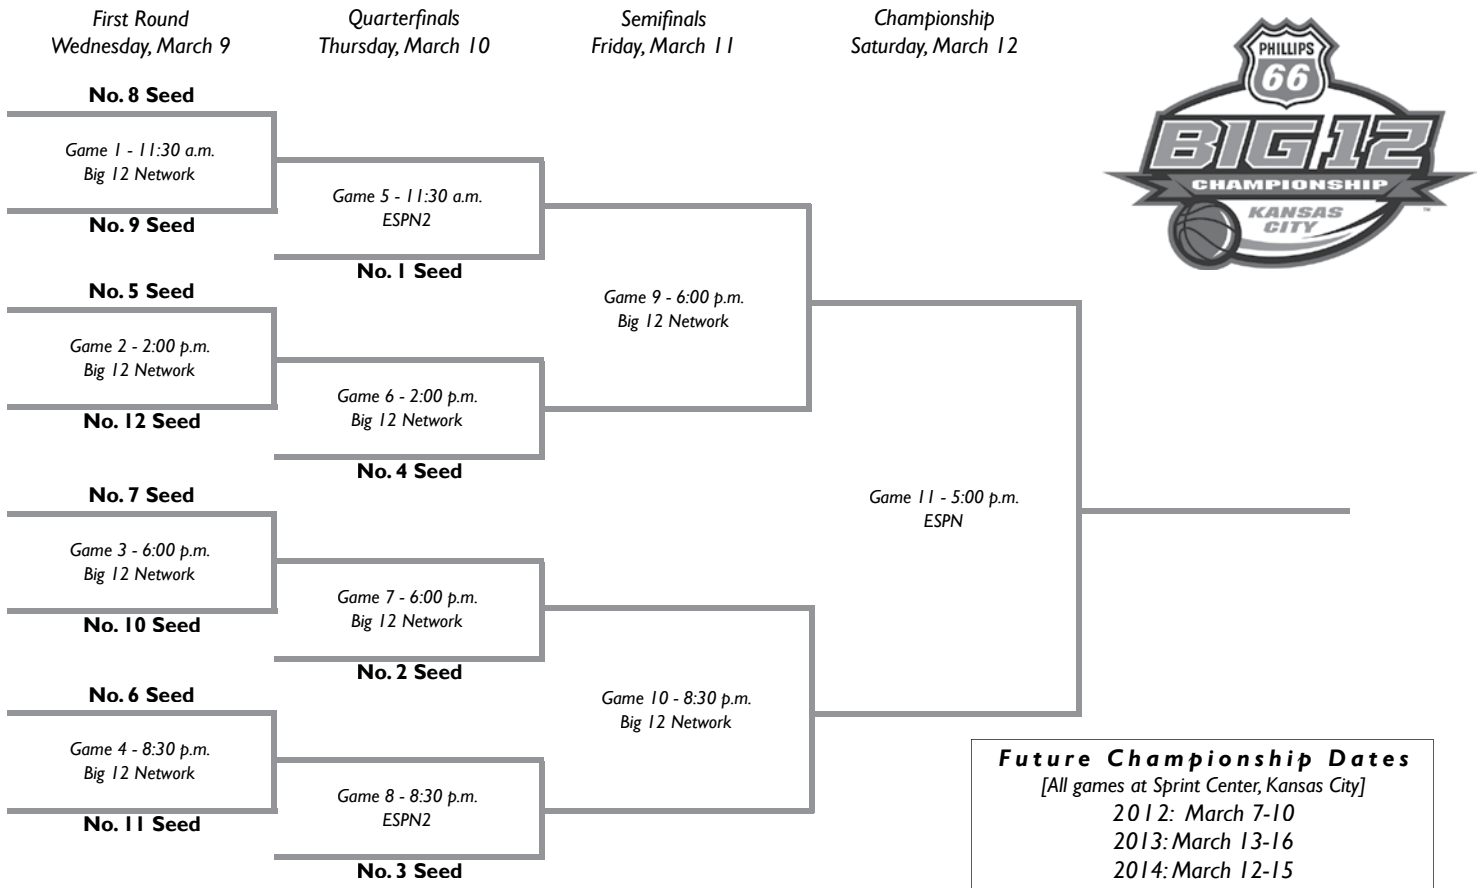 First Round
Wednesday, March 9
Quarterfinals
Thursday, March 10
Semifinals
Friday, March 11
Championship
Saturday, March 12
PHILLIPS
66
BIG 12
CHAMPIONSHIP
KANSAS
CITY
™
No. 8 Seed
Game 1 - 11:30 a.m.
Big 12 Network
No. 9 Seed
Game 5 - 11:30 a.m.
ESPN2
No. 1 Seed
No. 5 Seed
Game 2 - 2:00 p.m.
Big 12 Network
No. 12 Seed
Game 6 - 2:00 p.m.
Big 12 Network
No. 4 Seed
Game 9 - 6:00 p.m.
Big 12 Network
No. 7 Seed
Game 3 - 6:00 p.m.
Big 12 Network
No. 10 Seed
Game 7 - 6:00 p.m.
Big 12 Network
No. 2 Seed
No. 6 Seed
Game 4 - 8:30 p.m.
Big 12 Network
No. 11 Seed
Game 8 - 8:30 p.m.
ESPN2
No. 3 Seed
Game 10 - 8:30 p.m.
Big 12 Network
Game 11 - 5:00 p.m.
ESPN
Future Championship Dates
[All games at Sprint Center, Kansas City]
2012: March 7-10
2013: March 13-16
2014: March 12-15